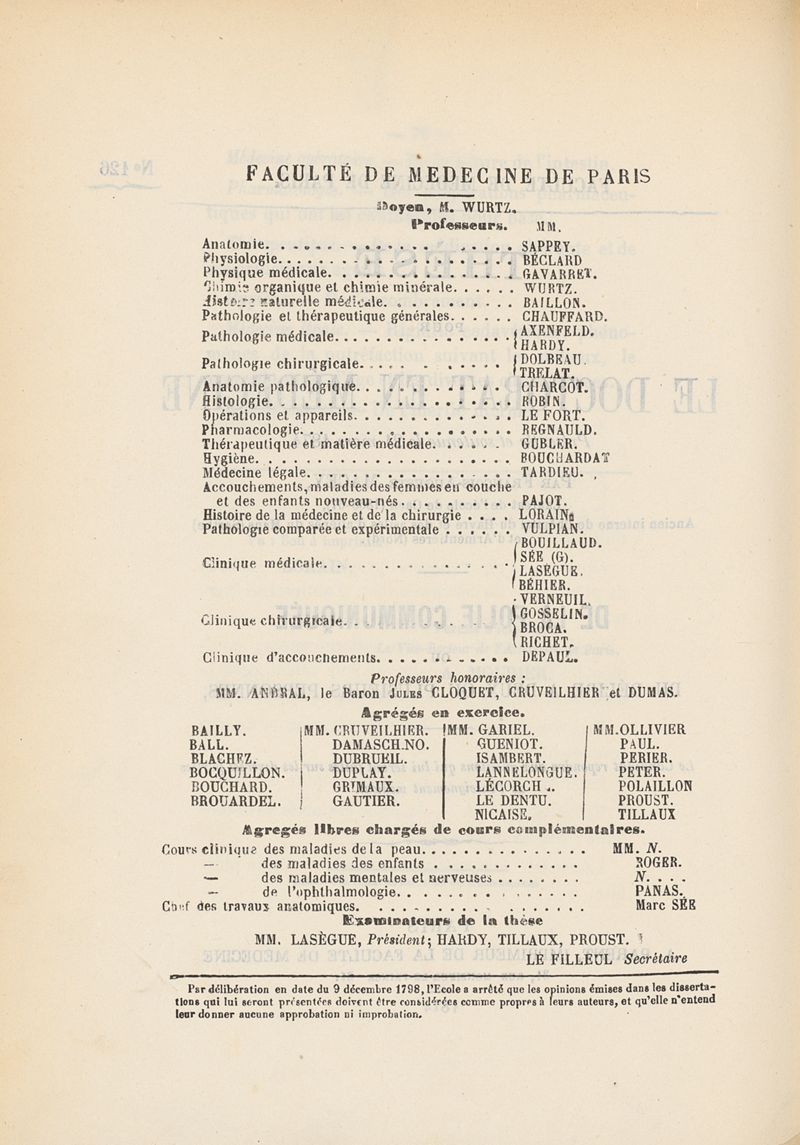 FACULTÉ DE MEDECINE DE PARIS
Doyen, M. WURTZ.
Professeurs. MM.
Anatomie. . . . . . . . . . . . . . . . . SAPPEY.
Physiologie. . . . . . . . . . . . . . . . . BÉCLARD
Physique médicale. . . . . . . . . . . . . . . GAVARRET.
Chimie organique et chimie minérale. . . . . . WURTZ.
Histoire naturelle médicale. . . . . . . . . . BAILLON.
Pathologie et thérapeutique générales. . . . . . CHAUFFARD.
Pathologie médicale. . . . . . . . . . . . . . . { AXENFELD.
HARDY.
Pathologie chirurgicale. . . . . . . . . . . { DOLBEAU.
TRELAT.
Anatomie pathologique. . . . . . . . . . . . . CHARCOT.
Histologie. . . . . . . . . . . . . . . . . . . ROBIN.
Opérations et appareils. . . . . . . . . . . . . LE FORT.
Pharmacologie. . . . . . . . . . . . . . . . . REGNAULD.
Thérapeutique et matière médicale. . . . . . GUBLER.
Hygiène. . . . . . . . . . . . . . . . . . . . BOUCHARDAT
Médecine légale. . . . . . . . . . . . . . . . TARDIEU.
Accouchements, maladies des femmes en couche
et des enfants nouveau-nés. . . . . . . . . . PAJOT.
Histoire de la médecine et de la chirurgie . . . . LORAIN.
Pathologie comparée et expérimentale . . . . . . VULPIAN.
Clinique médicale. . . . . . . . . . . . . . . { BOUILLAUD.
SÉE (G).
LASÈGUE.
BÉHIER.
Clinique chirurgicale. . . . . . . . . { VERNEUIL.
GOSSELIN.
BROCA.
RICHET.
Clinique d'accouchements. . . . . . . . . . . . DEPAUL.
Professeurs honoraires :
MM. ANDRAL, le Baron JULES CLOQUET, CRUVEILHIER et DUMAS.
Agrégés en exercice.
BAILLY. MM. CRUVEILHIER. MM. GARIEL. MM. OLLIVIER
BALL. DAMASCHINO. GUENIOT. PAUL.
BLACHEZ. DUBRUEIL. ISAMBERT. PERIER.
BOCQUILLON. DUPLAY. LANNELONGUE. PETER.
BOUCHARD. GRIMAUX. LÉCORCH .. POLAILLON
BROUARDEL. GAUTIER. LE DENTU. PROUST.
NICAISE. TILLAUX
Agregés libres chargés de cours complémentaires.
Cours clinique des maladies de la peau. . . . . . . . . . . . . . . MM. N.
— des maladies des enfants . . . . . . . . . . . . ROGER.
— des maladies mentales et nerveuses . . . . . . . . N. . . .
— de l'ophthalmologie. . . . . . . . . . . . . . PANAS.
Chef des travaux anatomiques. . . . . . . . . . . . . . . . Marc SÉE
Examinateurs de la thèse
MM. LASÈGUE, Président; HARDY, TILLAUX, PROUST.
LE FILLEUL Secrétaire
Par délibération en date du 9 décembre 1798, l'Ecole a arrêté que les opinions émises dans les disserta-
tions qui lui seront présentées doivent être considérées comme propres à leurs auteurs, et qu'elle n'entend
leur donner aucune approbation ni improbation.